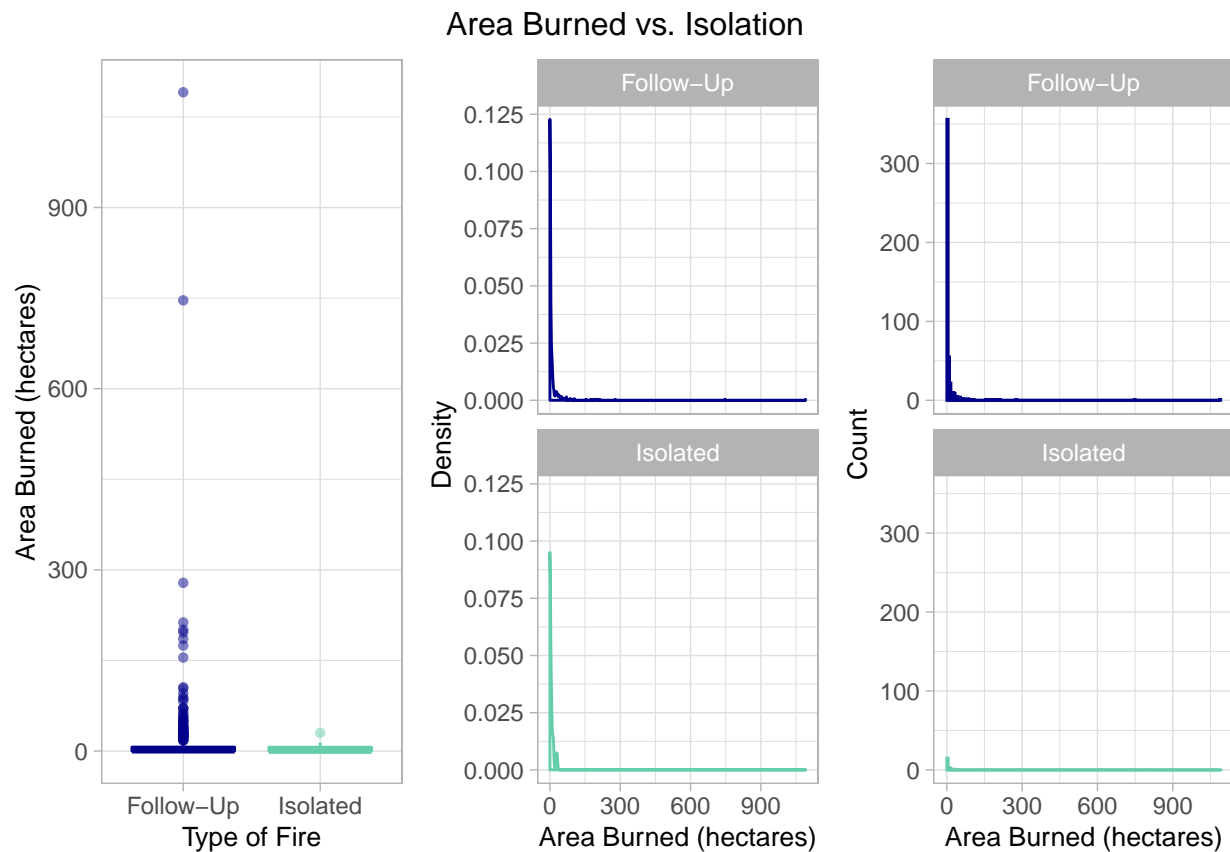 Area Burned vs. Isolation
Area Burned (hectares)
900
600
300
0
Follow−Up
Isolated
Type of Fire
Density
Follow−Up
0.125
0.100
0.075
0.050
0.025
0.000
Isolated
0.125
0.100
0.075
0.050
0.025
0.000
0
300
600
900
Area Burned (hectares)
Count
Follow−Up
300
200
100
0
Isolated
300
200
100
0
0
300
600
900
Area Burned (hectares)